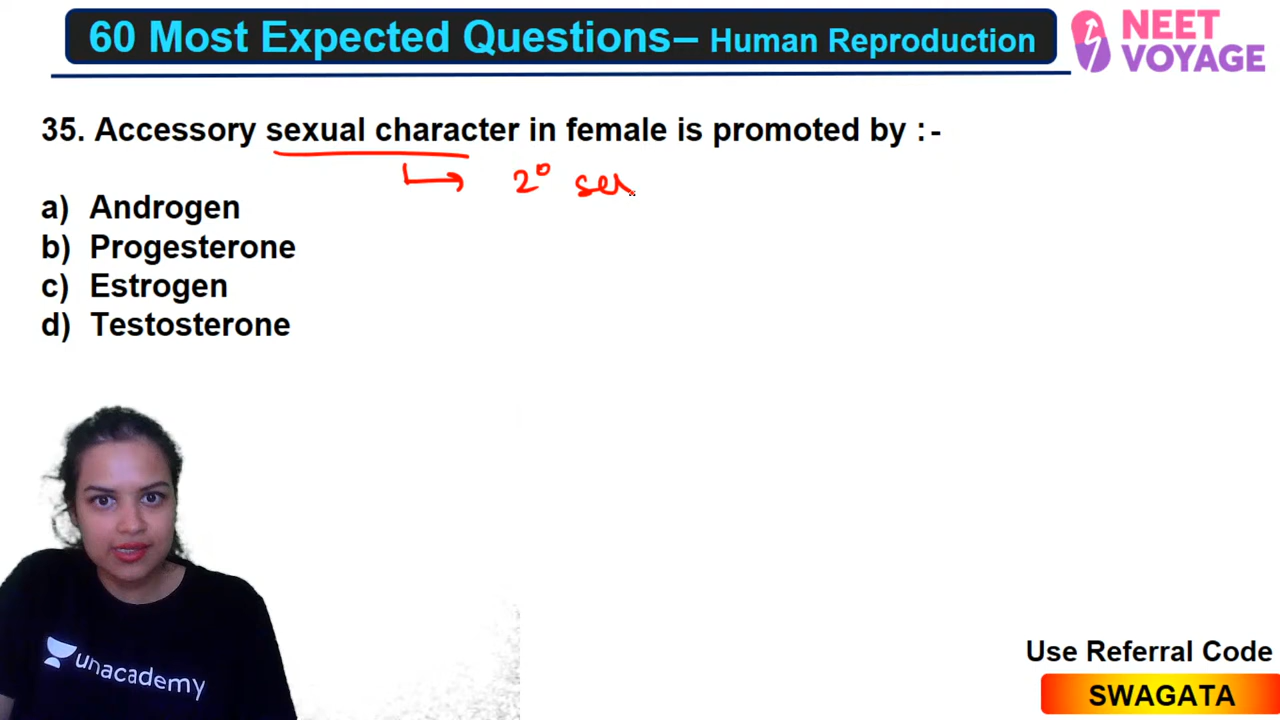 60 Most Expected Questions– Human Reproduction
NEET
VOYAGE
35. Accessory sexual character in female is promoted by :-
2° sex
a) Androgen
b) Progesterone
c) Estrogen
d) Testosterone
unacademy
Use Referral Code
SWAGATA